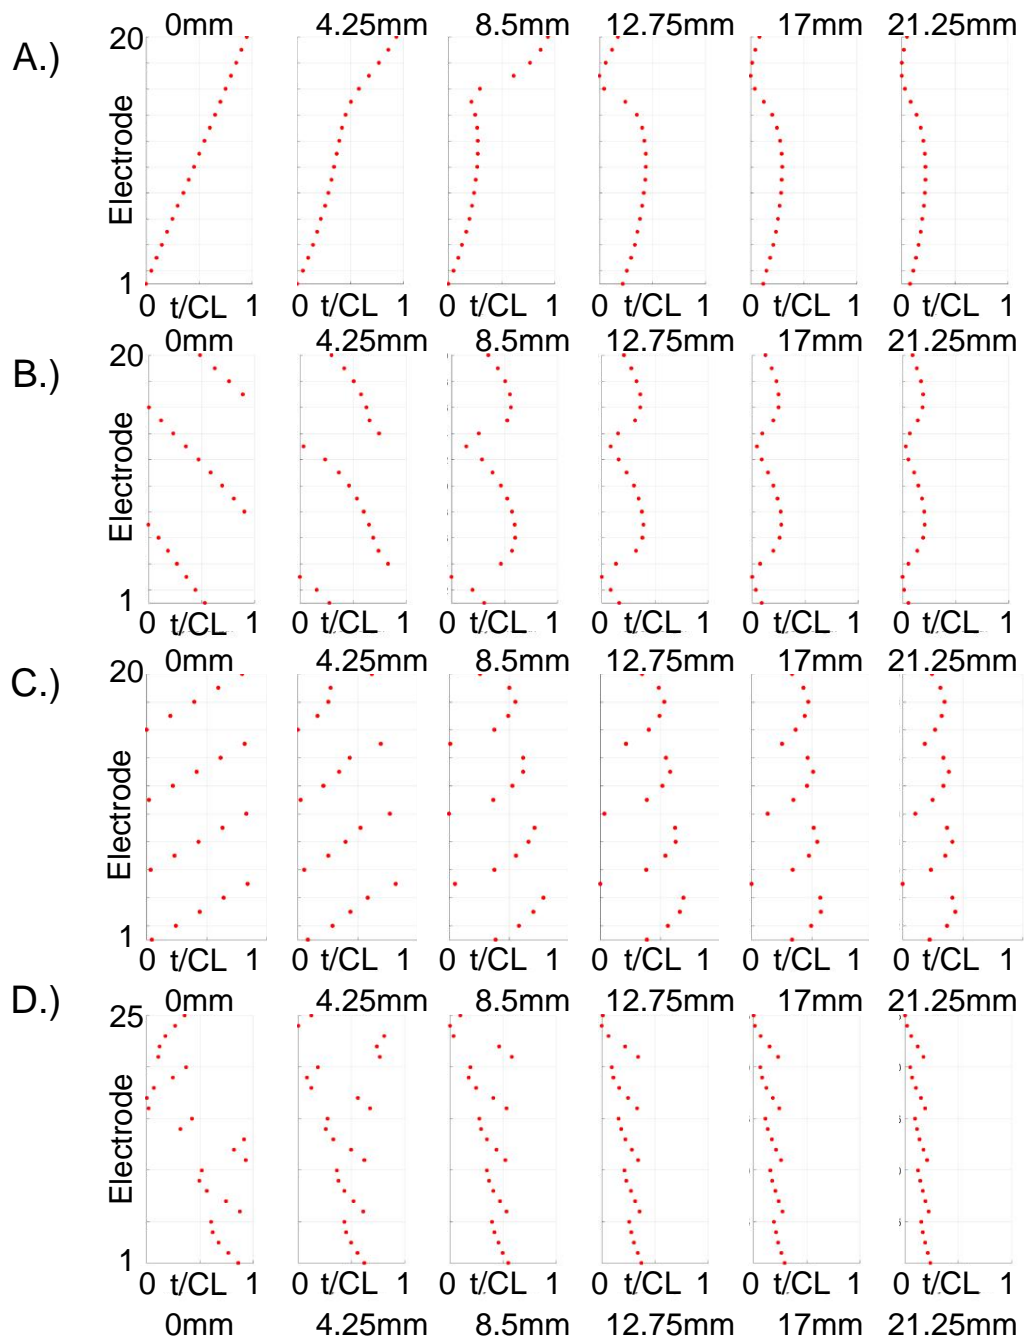 0mm 4.25mm 8.5mm 12.75mm 17mm 21.25mm
A.)
20
Electrode
1
0 t/CL 1 0 t/CL 1 0 t/CL 1 0 t/CL 1 0 t/CL 1 0 t/CL 1
0mm 4.25mm 8.5mm 12.75mm 17mm 21.25mm
B.)
20
Electrode
1
0 t/CL 1 0 t/CL 1 0 t/CL 1 0 t/CL 1 0 t/CL 1 0 t/CL 1
0mm 4.25mm 8.5mm 12.75mm 17mm 21.25mm
C.)
20
Electrode
1
0 t/CL 1 0 t/CL 1 0 t/CL 1 0 t/CL 1 0 t/CL 1 0 t/CL 1
D.)
0mm 4.25mm 8.5mm 12.75mm 17mm 21.25mm
25
Electrode
1
0 t/CL 1 0 t/CL 1 0 t/CL 1 0 t/CL 1 0 t/CL 1 0 t/CL 1
0mm 4.25mm 8.5mm 12.75mm 17mm 21.25mm